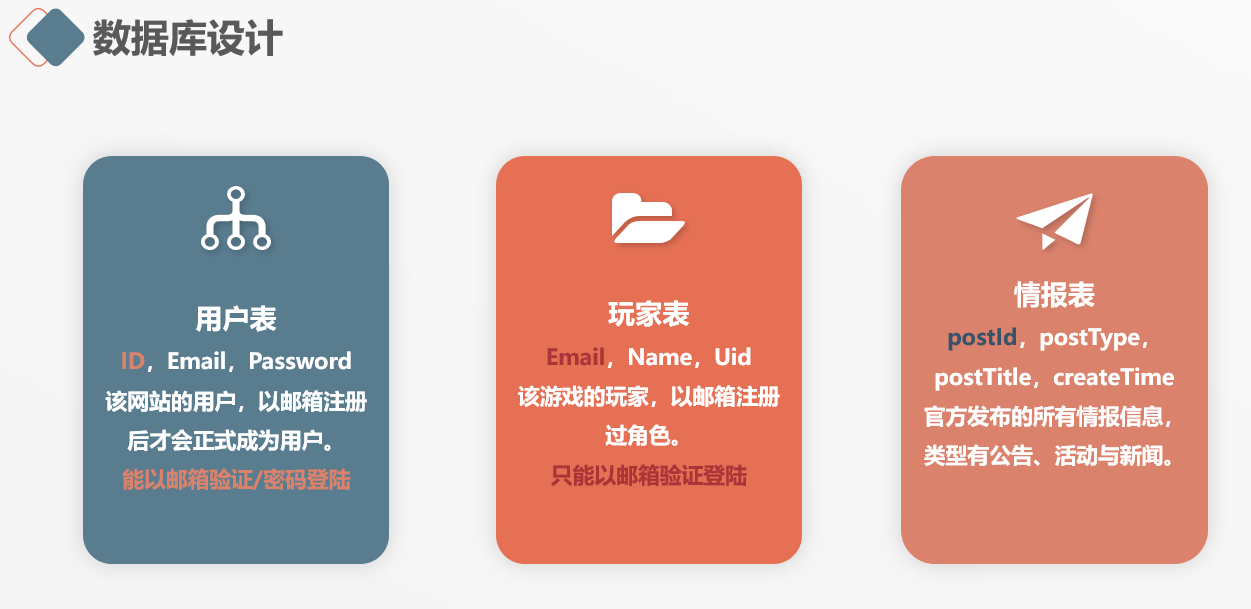 数据库设计
用户表
ID，Email，Password
该网站的用户，以邮箱注册
后才会正式成为用户。
能以邮箱验证/密码登陆
玩家表
Email，Name，Uid
该游戏的玩家，以邮箱注册
过角色。
只能以邮箱验证登陆
情报表
postId，postType，
postTitle，createTime
官方发布的所有情报信息，
类型有公告、活动与新闻。